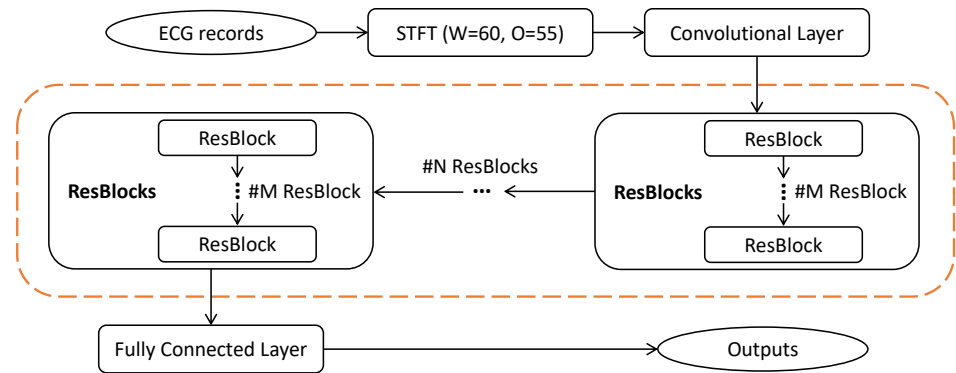 ECG records
STFT (W=60, O=55)
Convolutional Layer
ResBlock
ResBlocks
#M ResBlock
ResBlock
#N ResBlocks
...
ResBlock
ResBlocks
#M ResBlock
ResBlock
Fully Connected Layer
Outputs